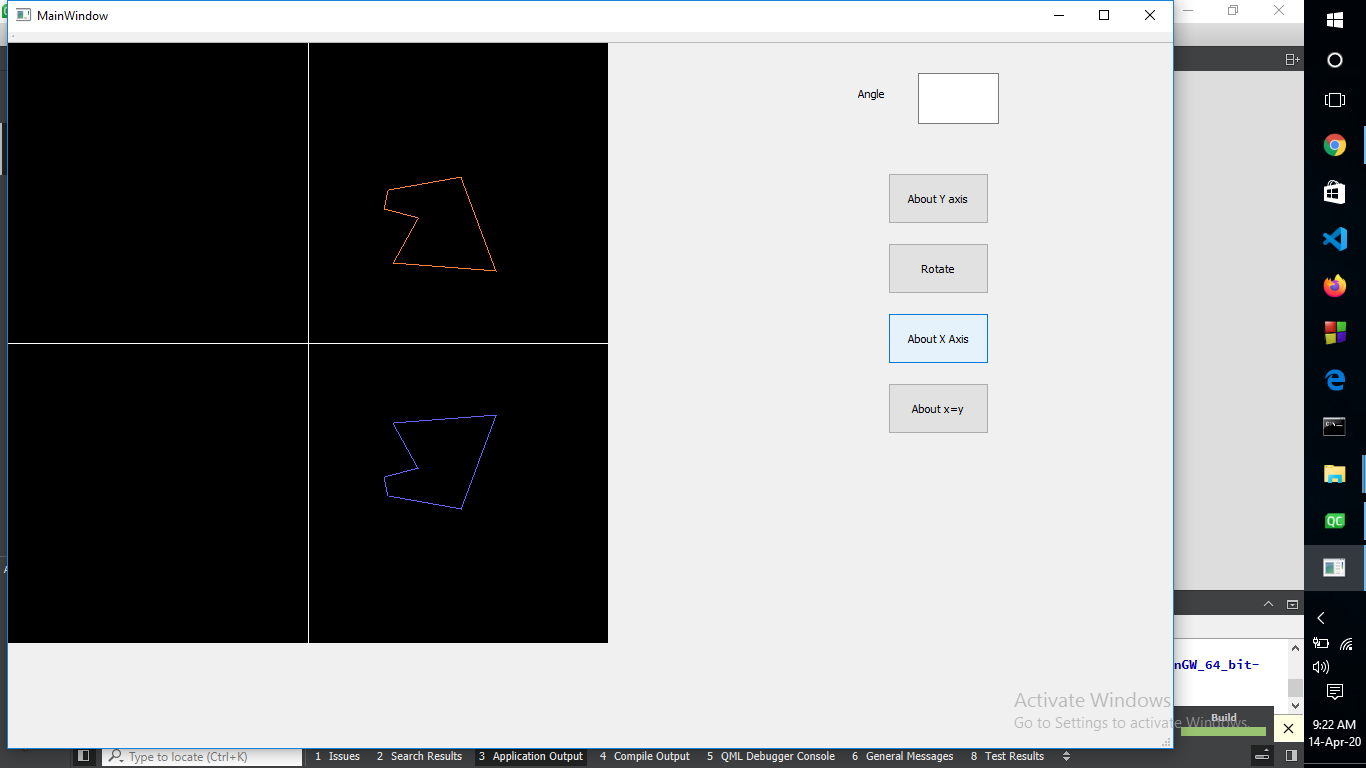 MainWindow
Angle
About Y axis
Rotate
About X Axis
About x=y
nGW_64_bit-
Activate Windows
Go to Settings to activate Windows.
Build
9:22 AM
14-Apr-20
QC
Type to locate (Ctrl+K)
1 Issues
2 Search Results
3 Application Output
4 Compile Output
5 QML Debugger Console
6 General Messages
8 Test Results